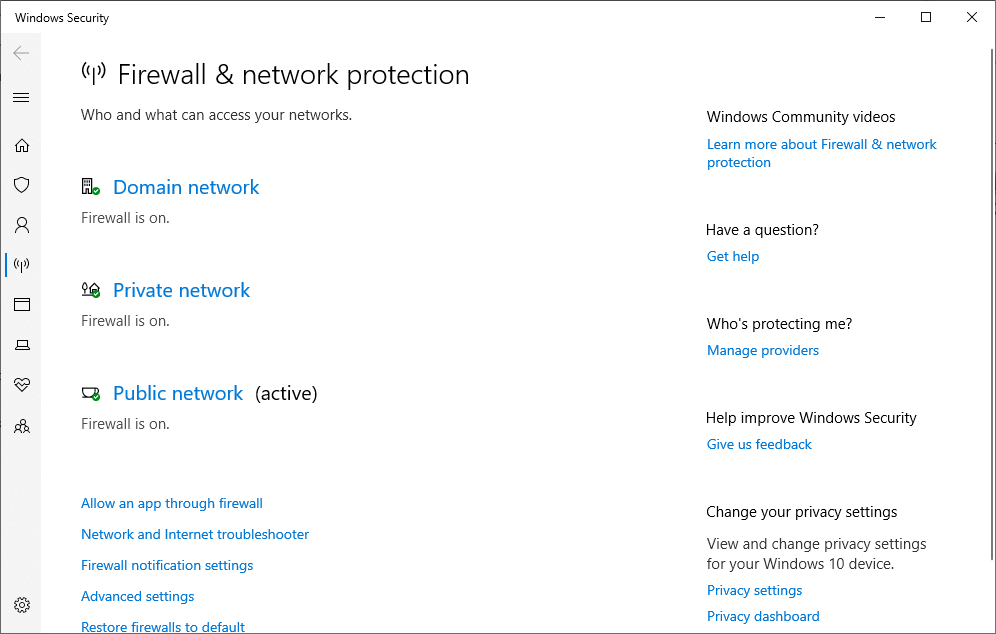 Windows Security
Firewall & network protection
Who and what can access your networks.
Domain network
Firewall is on.
Private network
Firewall is on.
Public network (active)
Firewall is on.
Allow an app through firewall
Network and Internet troubleshooter
Firewall notification settings
Advanced settings
Restore firewalls to default
Windows Community videos
Learn more about Firewall & network
protection
Have a question?
Get help
Who's protecting me?
Manage providers
Help improve Windows Security
Give us feedback
Change your privacy settings
View and change privacy settings
for your Windows 10 device.
Privacy settings
Privacy dashboard